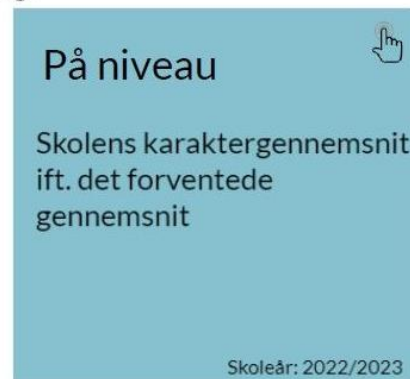 På niveau
Skolens karaktergennemsnit
ift. det forventede
gennemsnit
Skoleår: 2022/2023